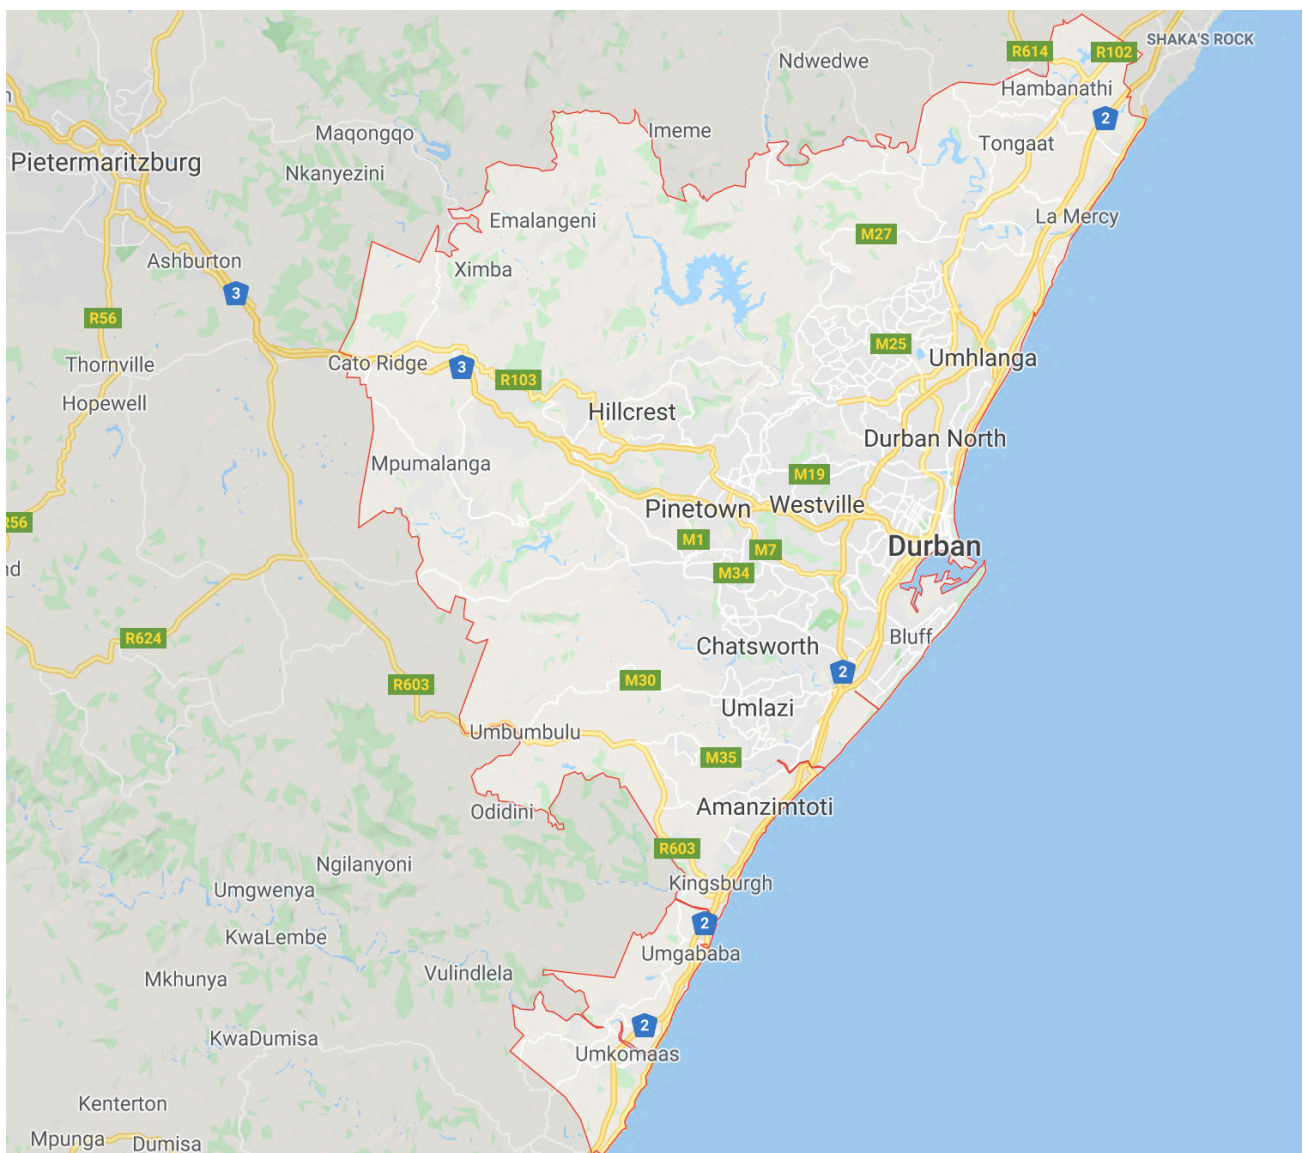 SHAKA'S ROCK
R614
R102
Ndwedwe
Hambanathi
2
Maqongqo
Imeme
Tongaat
Pietermaritzburg
Nkanyezini
Emalangeni
La Mercy
M27
Ashburton
Ximba
3
R56
M25
Umhlanga
Thornville
Cato Ridge
3
R103
Hopewell
Hillcrest
Durban North
Mpumalanga
M19
Pinetown
Westville
R56
M1
M7
Durban
M34
R624
Bluff
Chatsworth
2
M30
R603
Umlazi
Umbumbulu
M35
Odidini
Amanzimtoti
R603
Ngilanyoni
Kingsburgh
Umgwenya
2
KwaLembe
Umgababa
Vulindlela
Mkhunya
2
KwaDumisa
Umkomaas
Kenterton
Mpunga
Dumisa